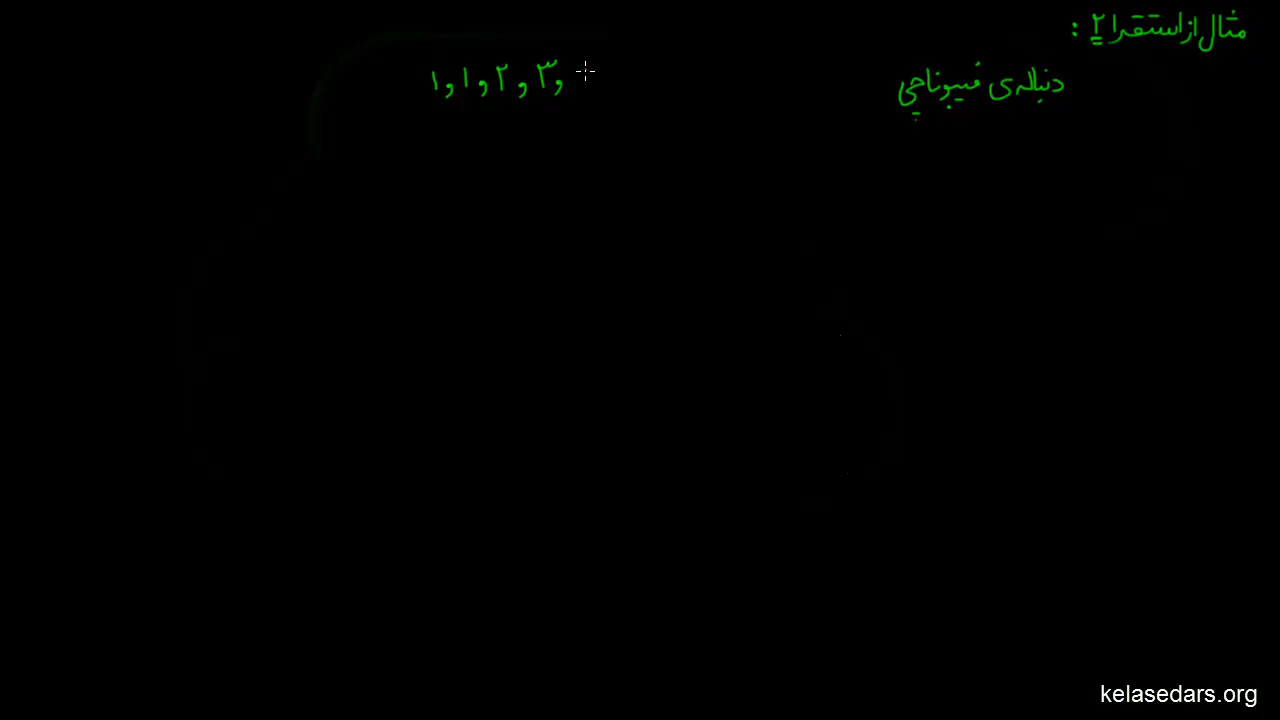 مثال از استقرا ۲ :
دنباله ی فیبوناچی
۱ , ۱ , ۲ , ۳ ,
kelasedars.org